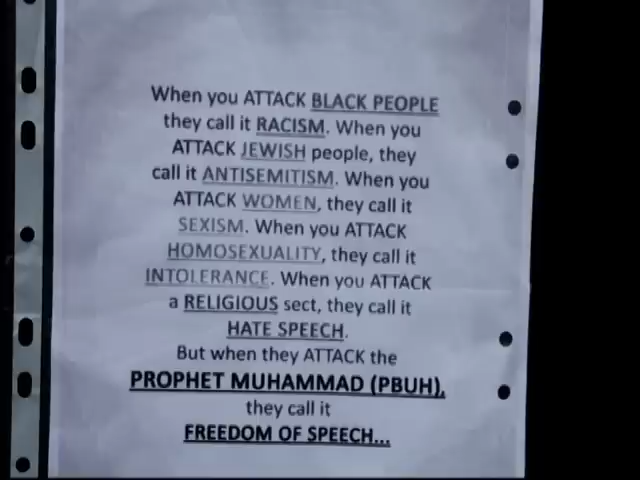 When you ATTACK BLACK PEOPLE
they call it RACISM. When you
ATTACK JEWISH people, they
call it ANTISEMITISM. When you
ATTACK WOMEN, they call it
SEXISM. When you ATTACK
HOMOSEXUALITY, they call it
INTOLERANCE. When you ATTACK
a RELIGIOUS sect, they call it
HATE SPEECH.
But when they ATTACK the
PROPHET MUHAMMAD (PBUH),
they call it
FREEDOM OF SPEECH...